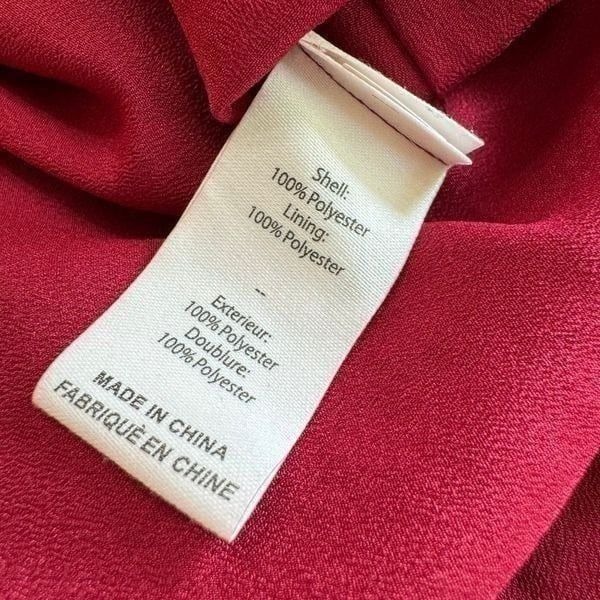 Shell:
100% Polyester
Lining:
100% Polyester
--
Exterieur:
100% Polyester
Doublure:
100% Polyester
MADE IN CHINA
FABRIQUÈ EN CHINE